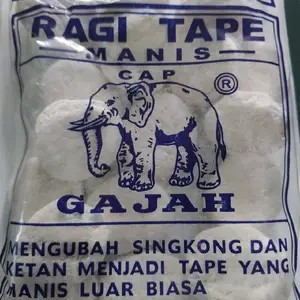 RAGI TAPE
MANIS
CAP
®
GAJAH
MENGUBAH SINGKONG DAN
KETAN MENJADI TAPE YANG
MANIS LUAR BIASA